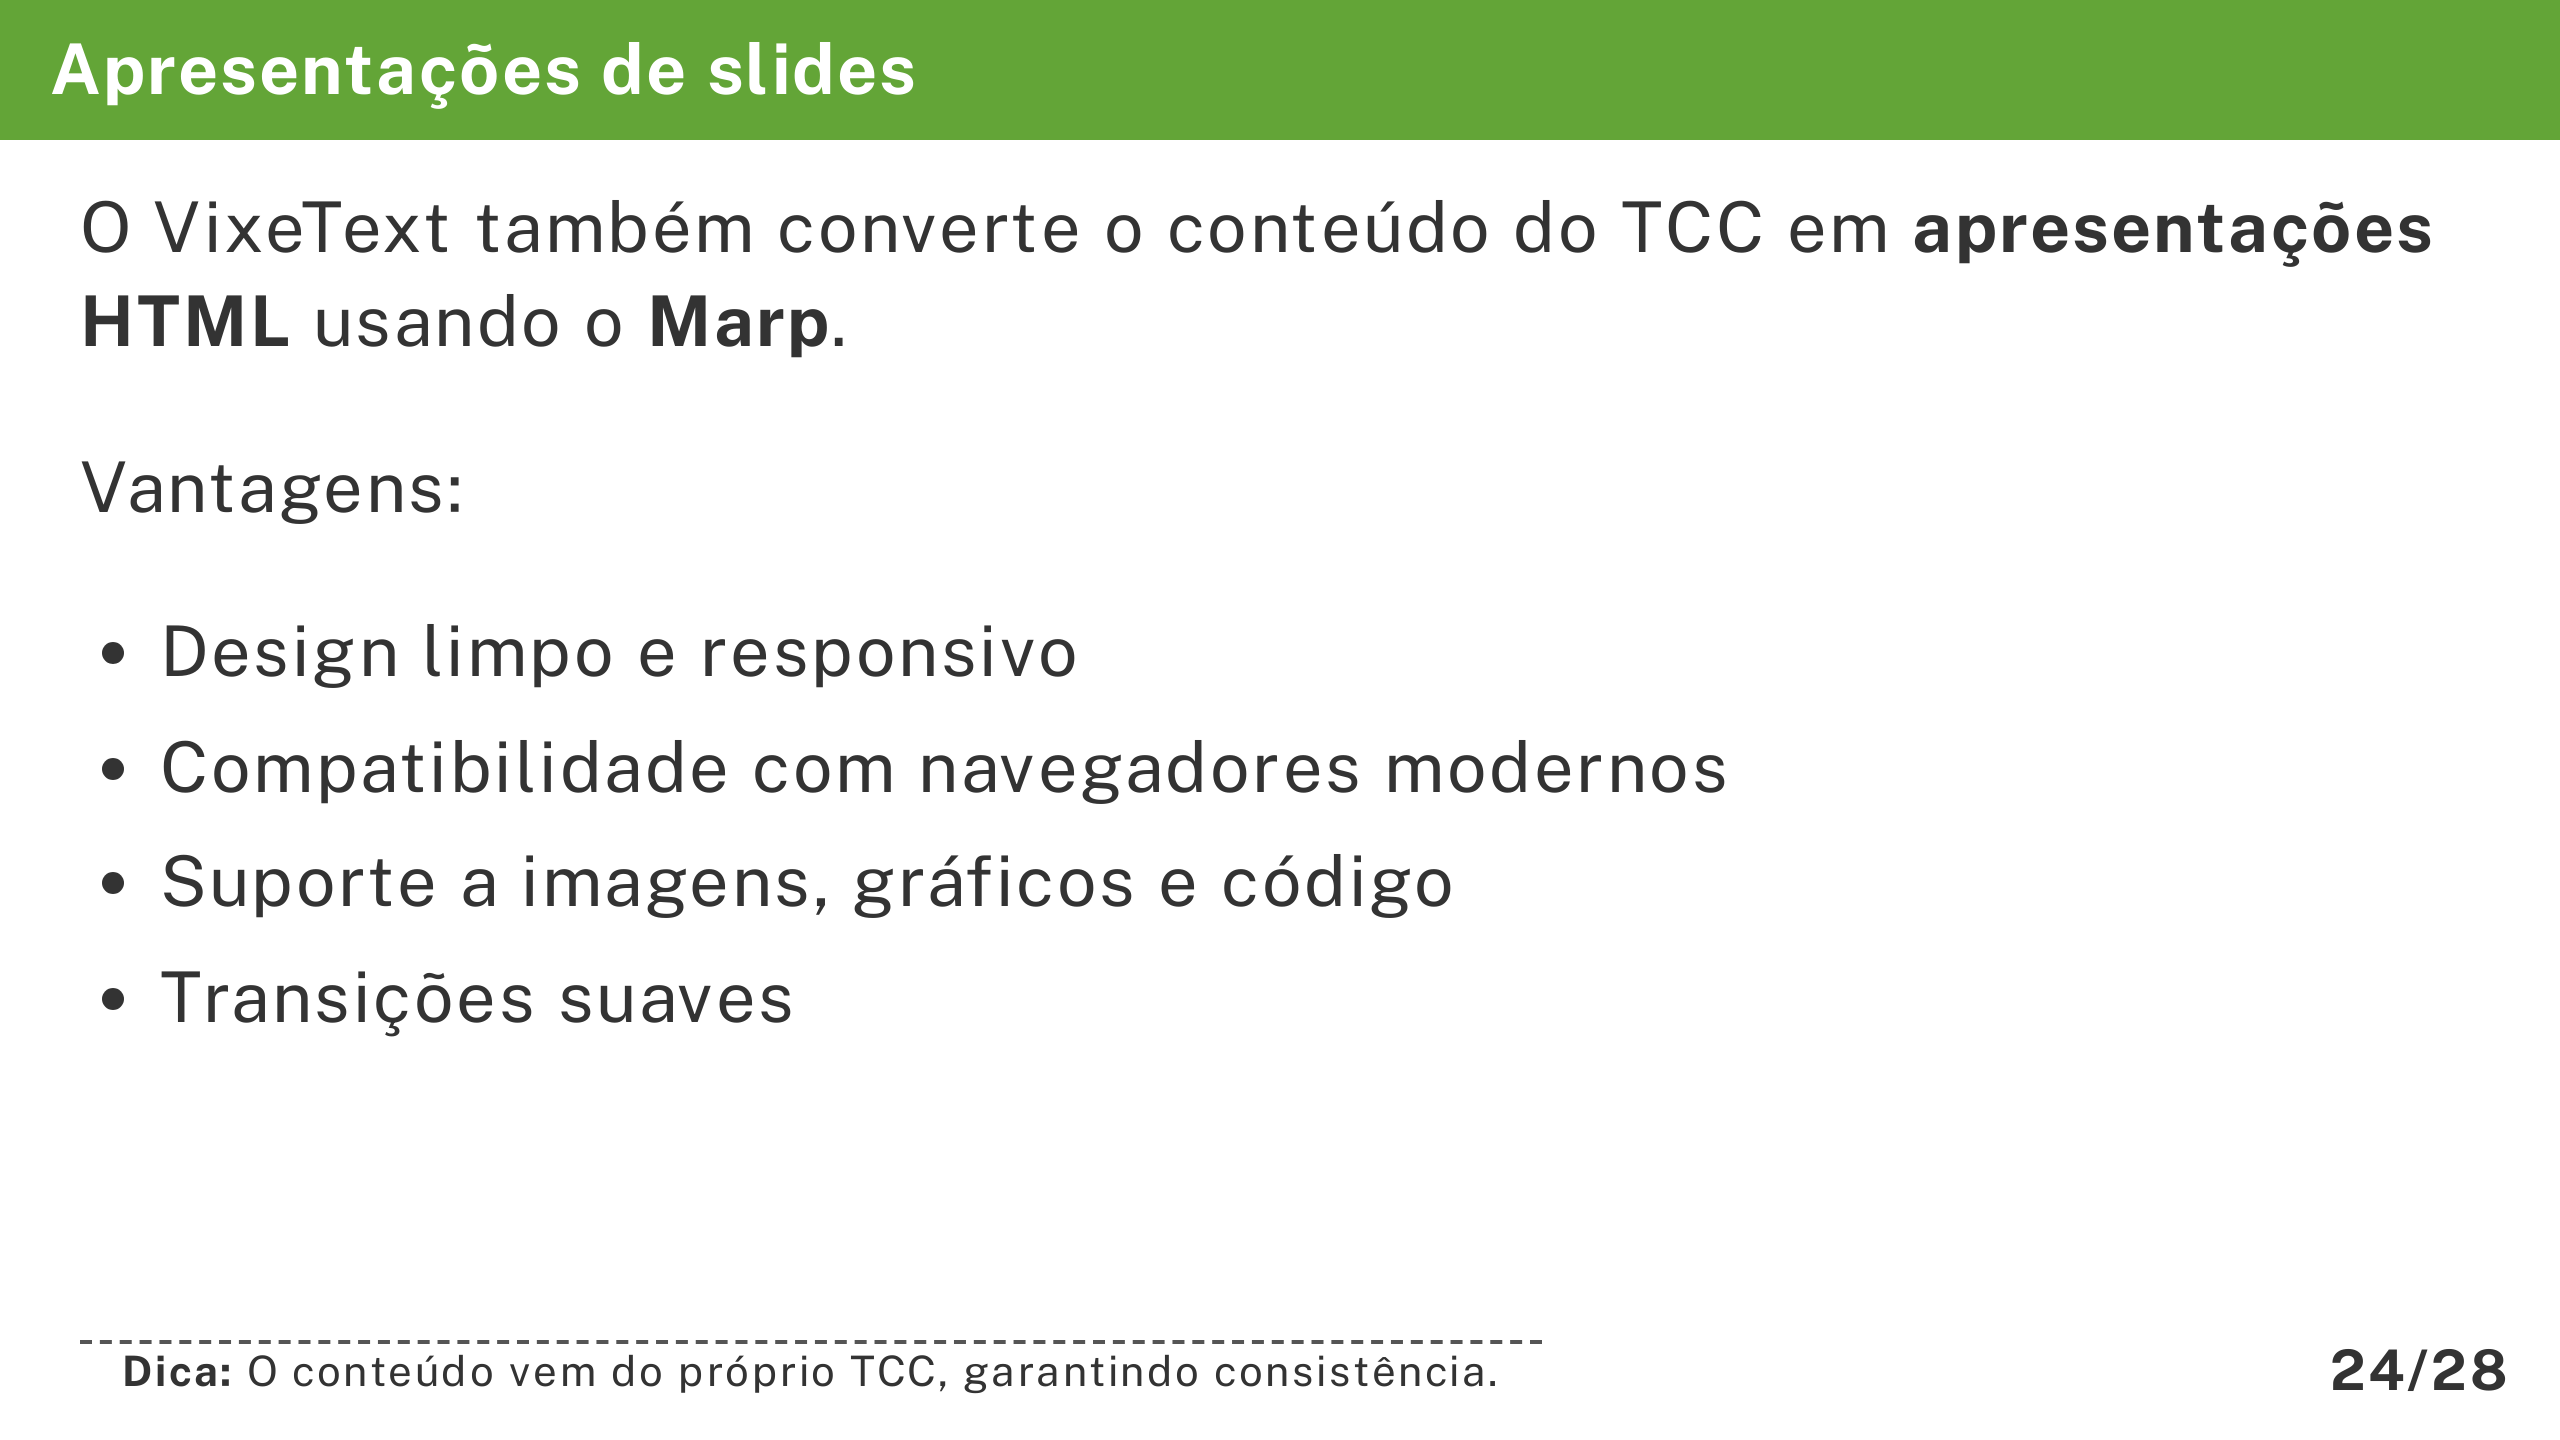 Apresentações de slides
O VixeText também converte o conteúdo do TCC em apresentações
HTML usando o Marp.
Vantagens:
• Design limpo e responsivo
• Compatibilidade com navegadores modernos
• Suporte a imagens, gráficos e código
• Transições suaves
Dica: O conteúdo vem do próprio TCC, garantindo consistência.
24/28